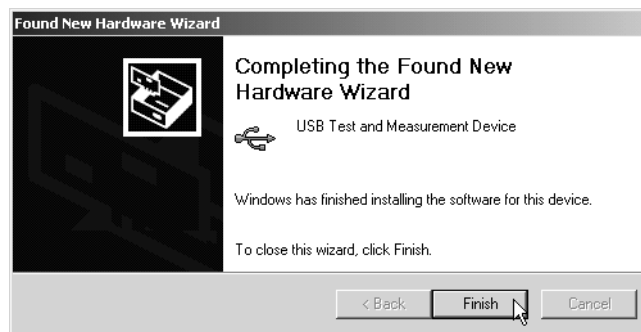 Found New Hardware Wizard
Completing the Found New
Hardware Wizard
USB Test and Measurement Device
Windows has finished installing the software for this device.
To close this wizard, click Finish.
< Back
Finish
Cancel